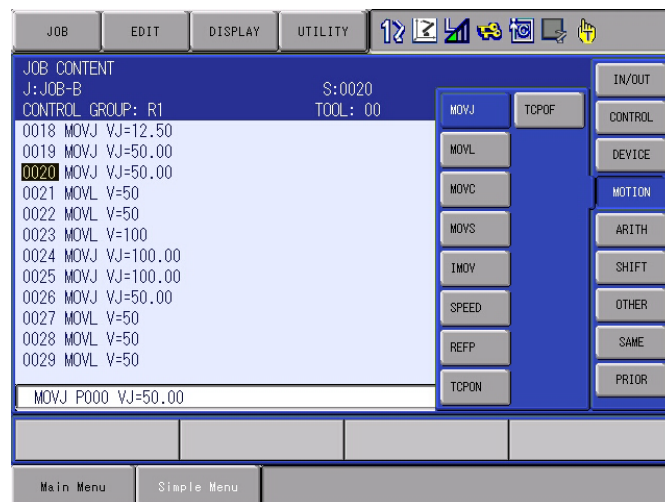 JOB EDIT DISPLAY UTILITY
JOB CONTENT
J:JOB-B S:0020
CONTROL GROUP: R1 TOOL: 00
0018 MOVJ VJ=12.50
0019 MOVJ VJ=50.00
0020 MOVJ VJ=50.00
0021 MOVL V=50
0022 MOVL V=50
0023 MOVL V=100
0024 MOVJ VJ=100.00
0025 MOVJ VJ=100.00
0026 MOVJ VJ=50.00
0027 MOVL V=50
0028 MOVL V=50
0029 MOVL V=50
MOVJ P000 VJ=50.00
MOVJ TCPOF
MOVL
MOVC
MOVS
IMOV
SPEED
REFP
TCPON
IN/OUT
CONTROL
DEVICE
MOTION
ARITH
SHIFT
OTHER
SAME
PRIOR
Main Menu Simple Menu